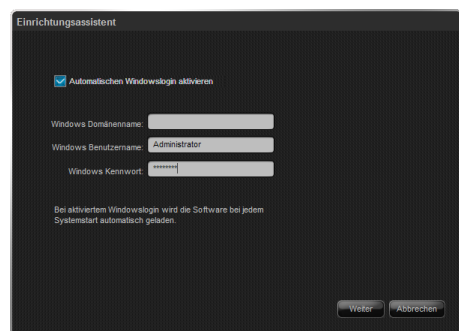 Einrichtungsassistent
Automatischen Windowslogin aktivieren
Windows Domänenname:
Windows Benutzername: Administrator
Windows Kennwort: ********
Bei aktiviertem Windowslogin wird die Software bei jedem
Systemstart automatisch geladen.
Weiter Abbrechen